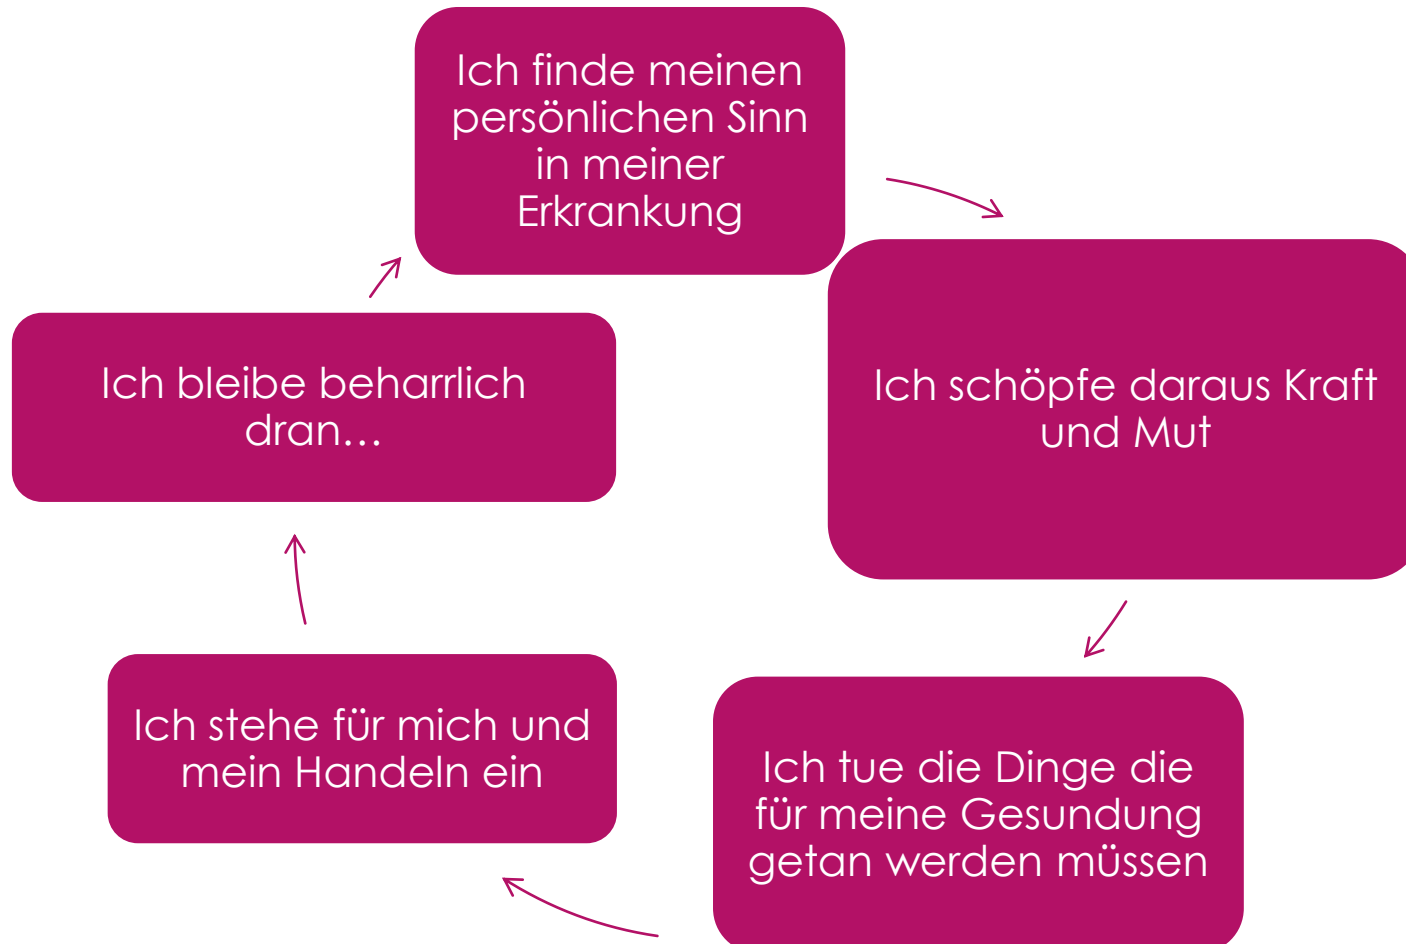 Ich finde meinen
persönlichen Sinn
in meiner
Erkrankung
Ich schöpfe daraus Kraft
und Mut
Ich tue die Dinge die
für meine Gesundung
getan werden müssen
Ich stehe für mich und
mein Handeln ein
Ich bleibe beharrlich
dran…